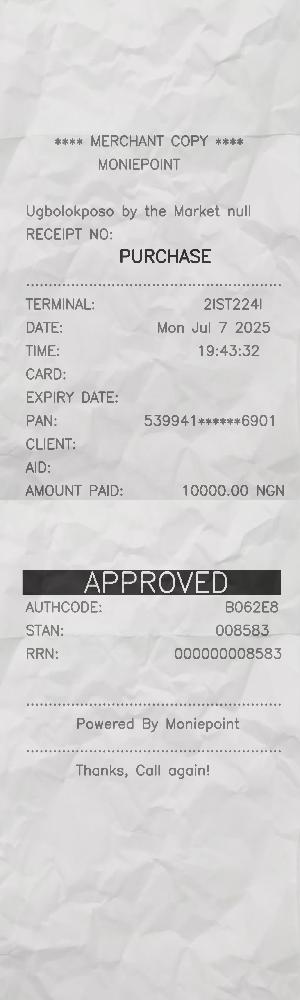 **** MERCHANT COPY ****
MONIEPOINT
Ugbolokposo by the Market null
RECEIPT NO:
PURCHASE
TERMINAL: 2IST224I
DATE: Mon Jul 7 2025
TIME: 19:43:32
CARD:
EXPIRY DATE:
PAN: 539941******6901
CLIENT:
AID:
AMOUNT PAID: 10000.00 NGN
APPROVED
AUTHCODE: B062E8
STAN: 008583
RRN: 000000008583
Powered By Moniepoint
Thanks, Call again!